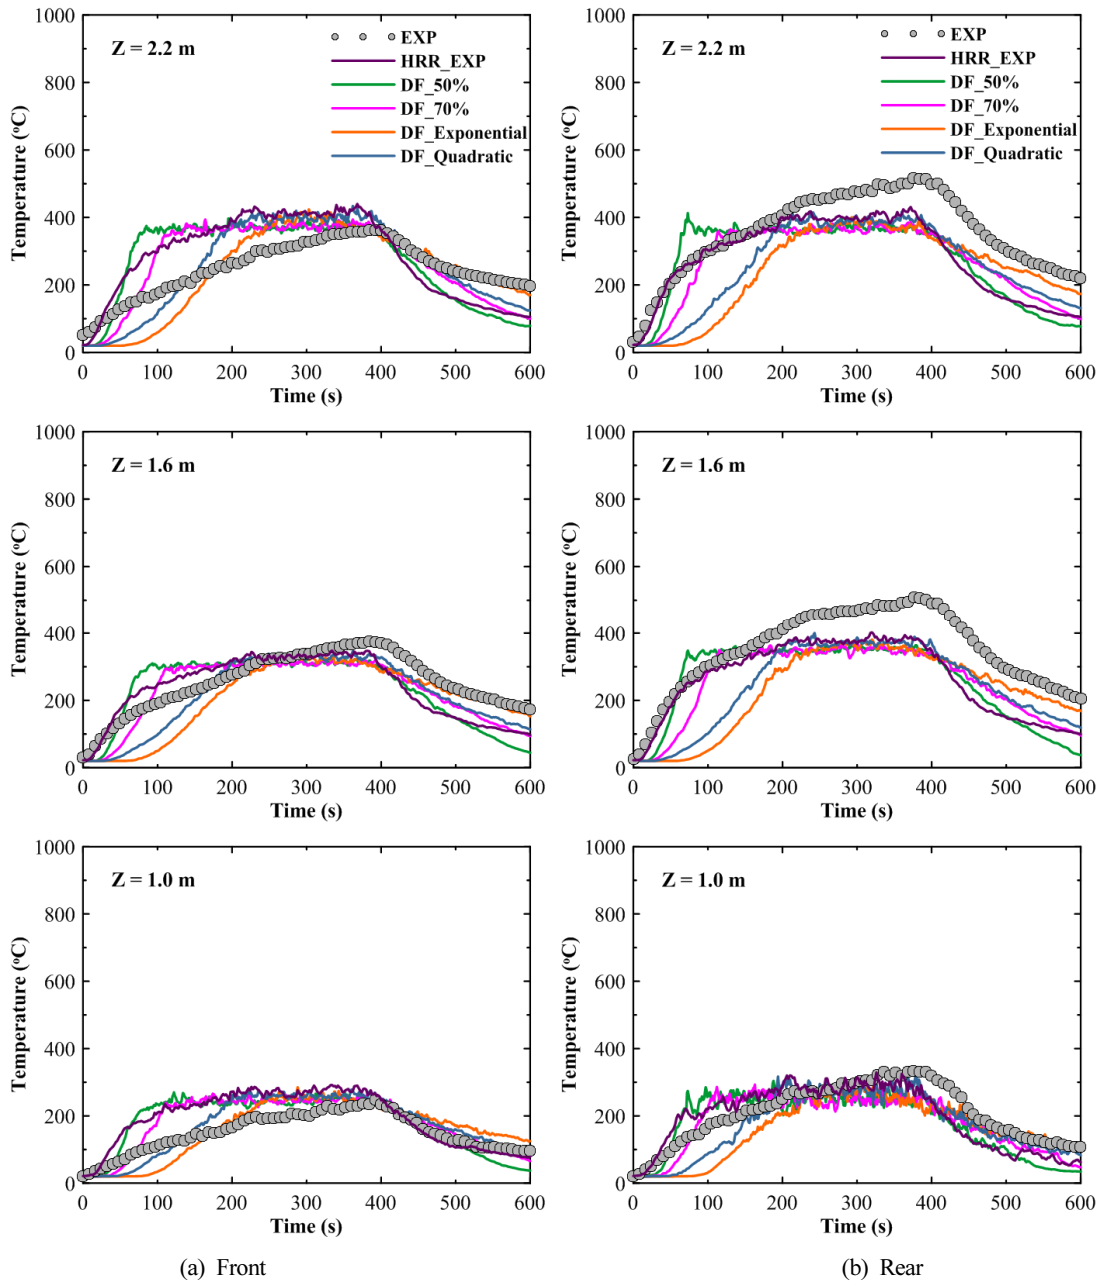 Z = 2.2 m
EXP
HRR_EXP
DF_50%
DF_70%
DF_Exponential
DF_Quadratic
Temperature (°C)
1000
800
600
400
200
0
0 100 200 300 400 500 600
Time (s)
Z = 2.2 m
EXP
HRR_EXP
DF_50%
DF_70%
DF_Exponential
DF_Quadratic
Temperature (°C)
1000
800
600
400
200
0
0 100 200 300 400 500 600
Time (s)
Z = 1.6 m
Temperature (°C)
1000
800
600
400
200
0
0 100 200 300 400 500 600
Time (s)
Z = 1.6 m
Temperature (°C)
1000
800
600
400
200
0
0 100 200 300 400 500 600
Time (s)
Z = 1.0 m
Temperature (°C)
1000
800
600
400
200
0
0 100 200 300 400 500 600
Time (s)
Z = 1.0 m
Temperature (°C)
1000
800
600
400
200
0
0 100 200 300 400 500 600
Time (s)
(a) Front
(b) Rear